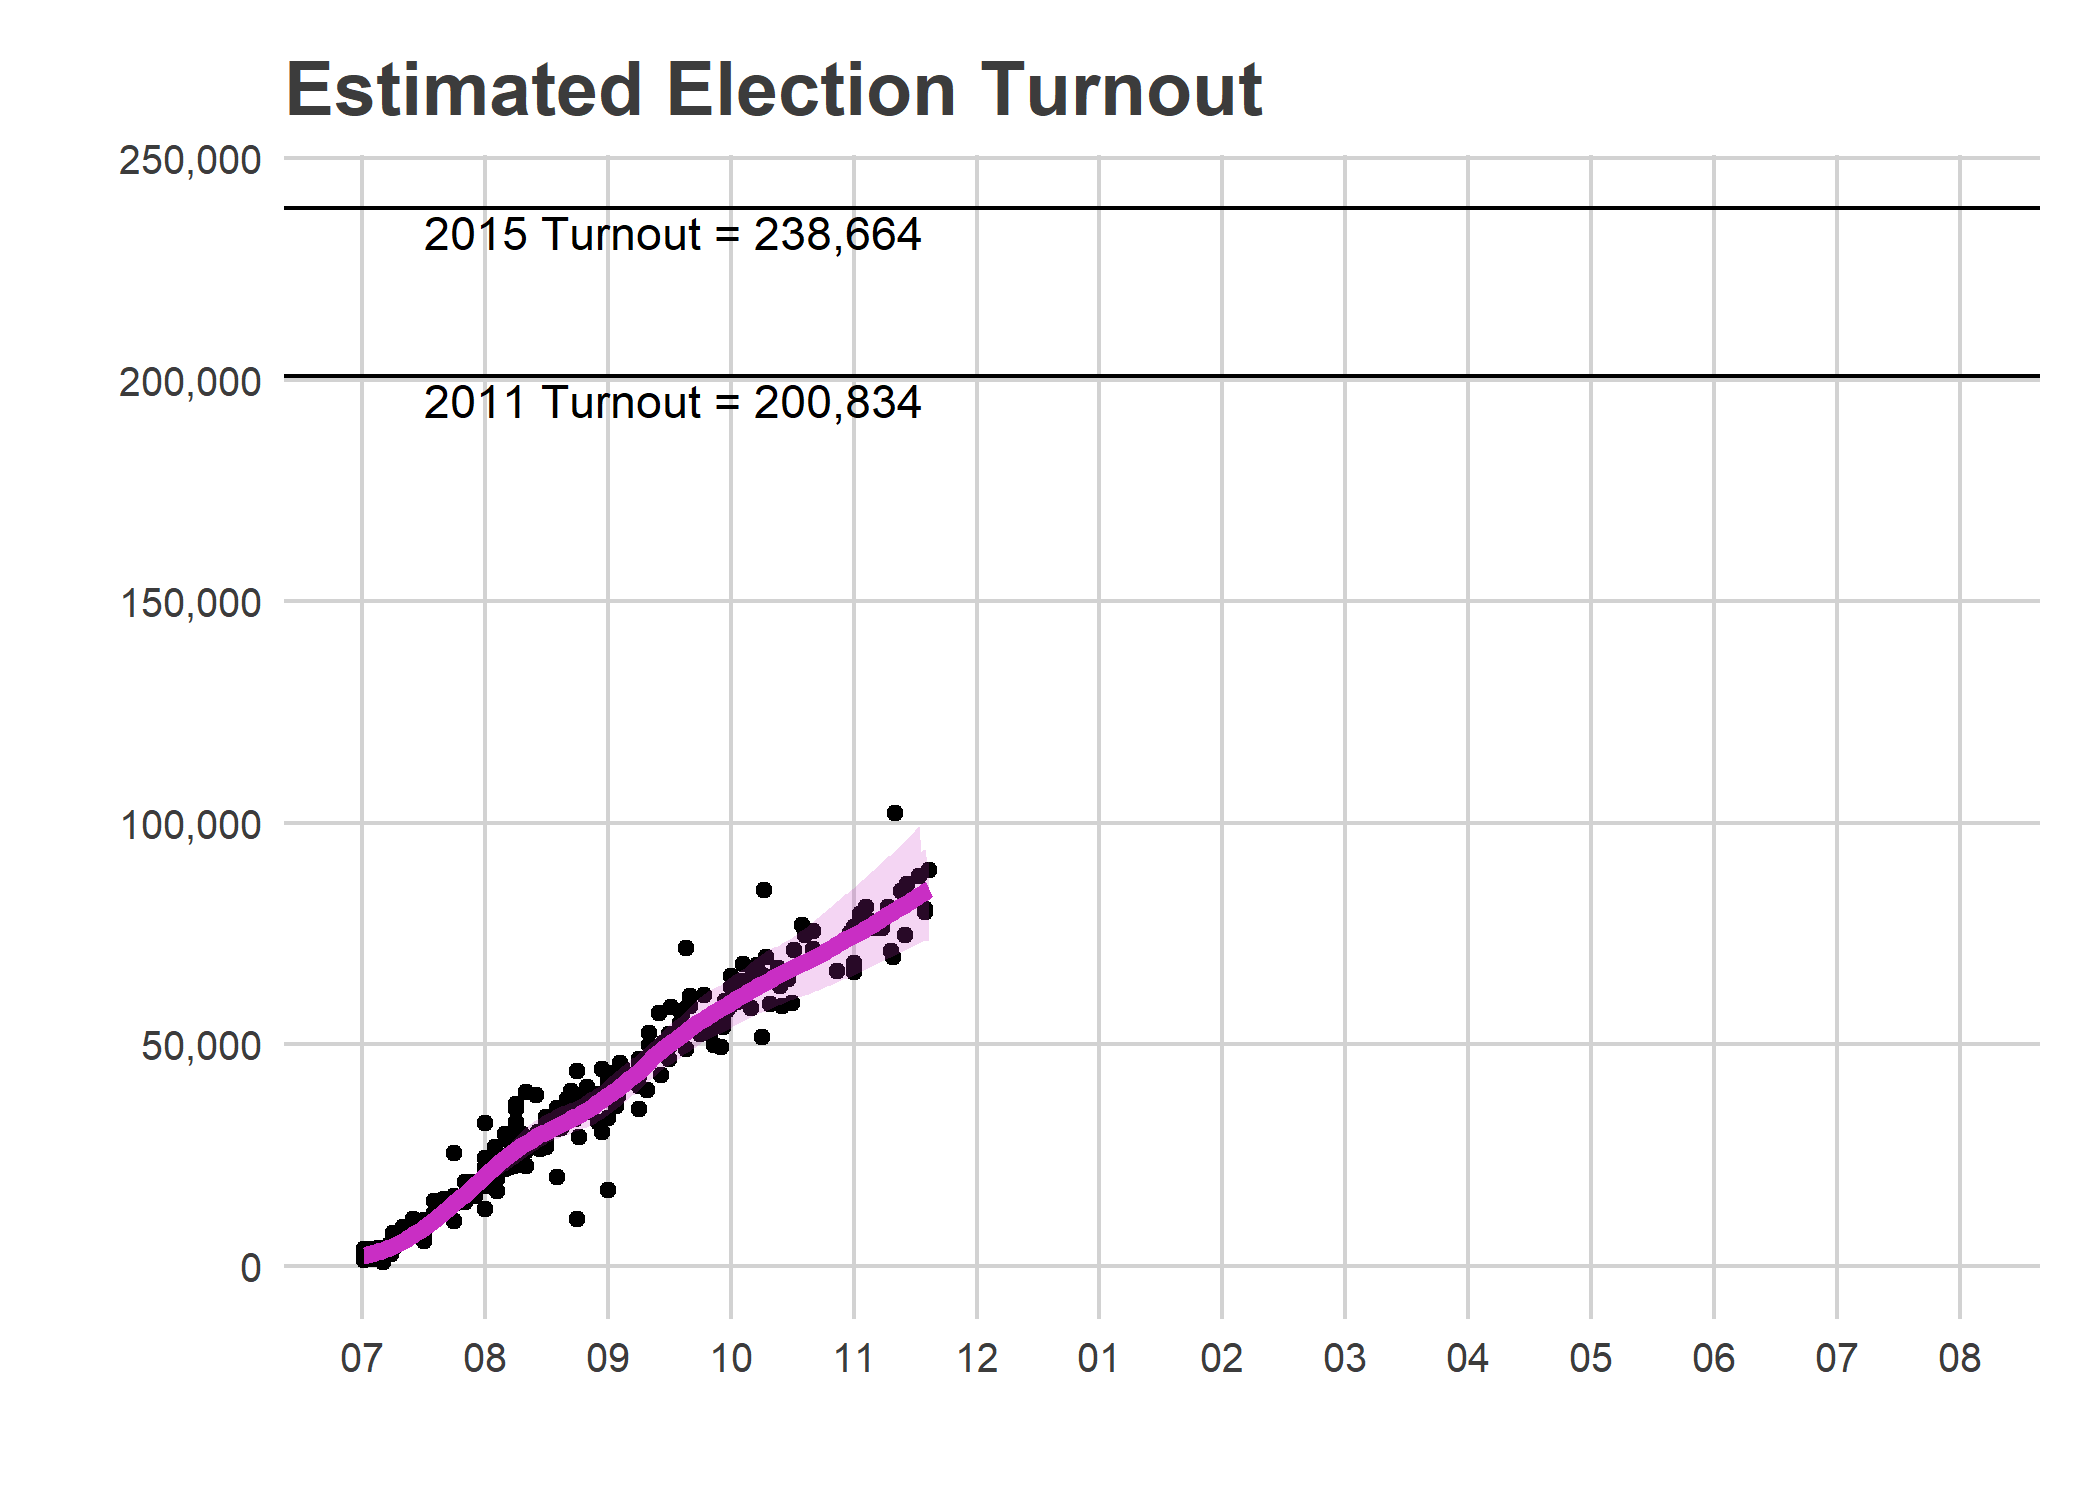 Estimated Election Turnout
250,000
2015 Turnout = 238,664
200,000
2011 Turnout = 200,834
150,000
100,000
50,000
0
07 08 09 10 11 12 01 02 03 04 05 06 07 08